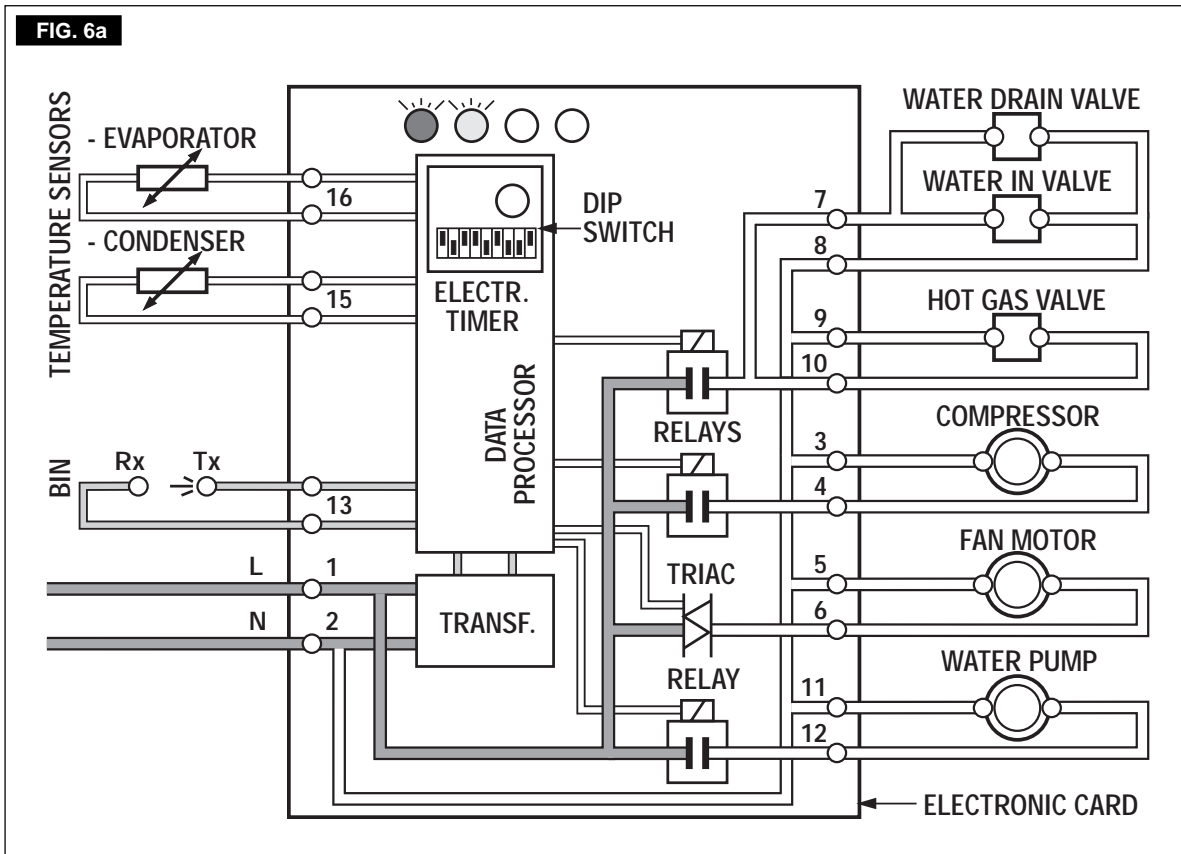 FIG. 6a
TEMPERATURE SENSORS
- EVAPORATOR
16
- CONDENSER
15
BIN
Rx
Tx
13
L
1
N
2
DIP
SWITCH
ELECTR.
TIMER
DATA
PROCESSOR
TRANSF.
RELAYS
TRIAC
RELAY
WATER DRAIN VALVE
WATER IN VALVE
7
8
HOT GAS VALVE
9
10
COMPRESSOR
3
4
FAN MOTOR
5
6
WATER PUMP
11
12
ELECTRONIC CARD